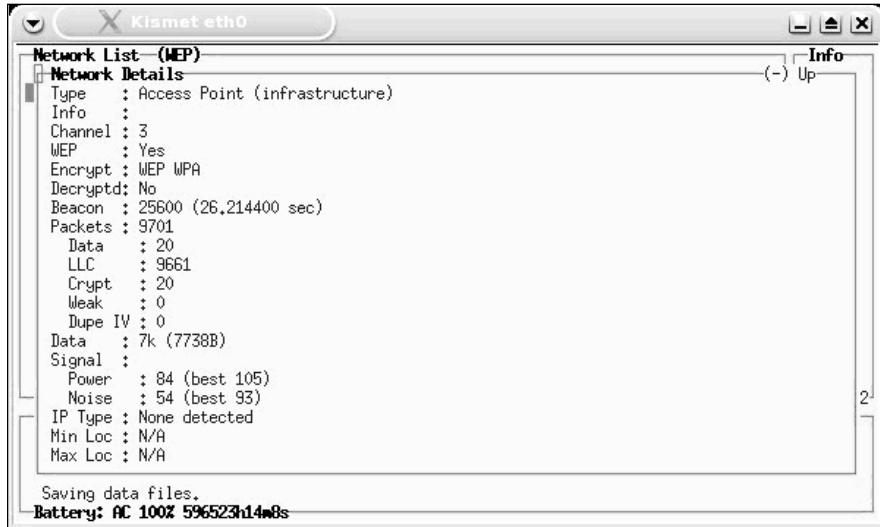 Kismet eth0
Network List (WEP)
Info
Network Details
(-) Up
Type : Access Point (infrastructure)
Info :
Channel : 3
WEP : Yes
Encrypt : WEP WPA
Decryptd: No
Beacon : 25600 (26.214400 sec)
Packets : 9701
Data : 20
LLC : 9661
Crypt : 20
Weak : 0
Dupe IV : 0
Data : 7k (7738B)
Signal :
Power : 84 (best 105)
Noise : 54 (best 93)
2
IP Type : None detected
Min Loc : N/A
Max Loc : N/A
Saving data files.
Battery: AC 100% 596523h14m8s